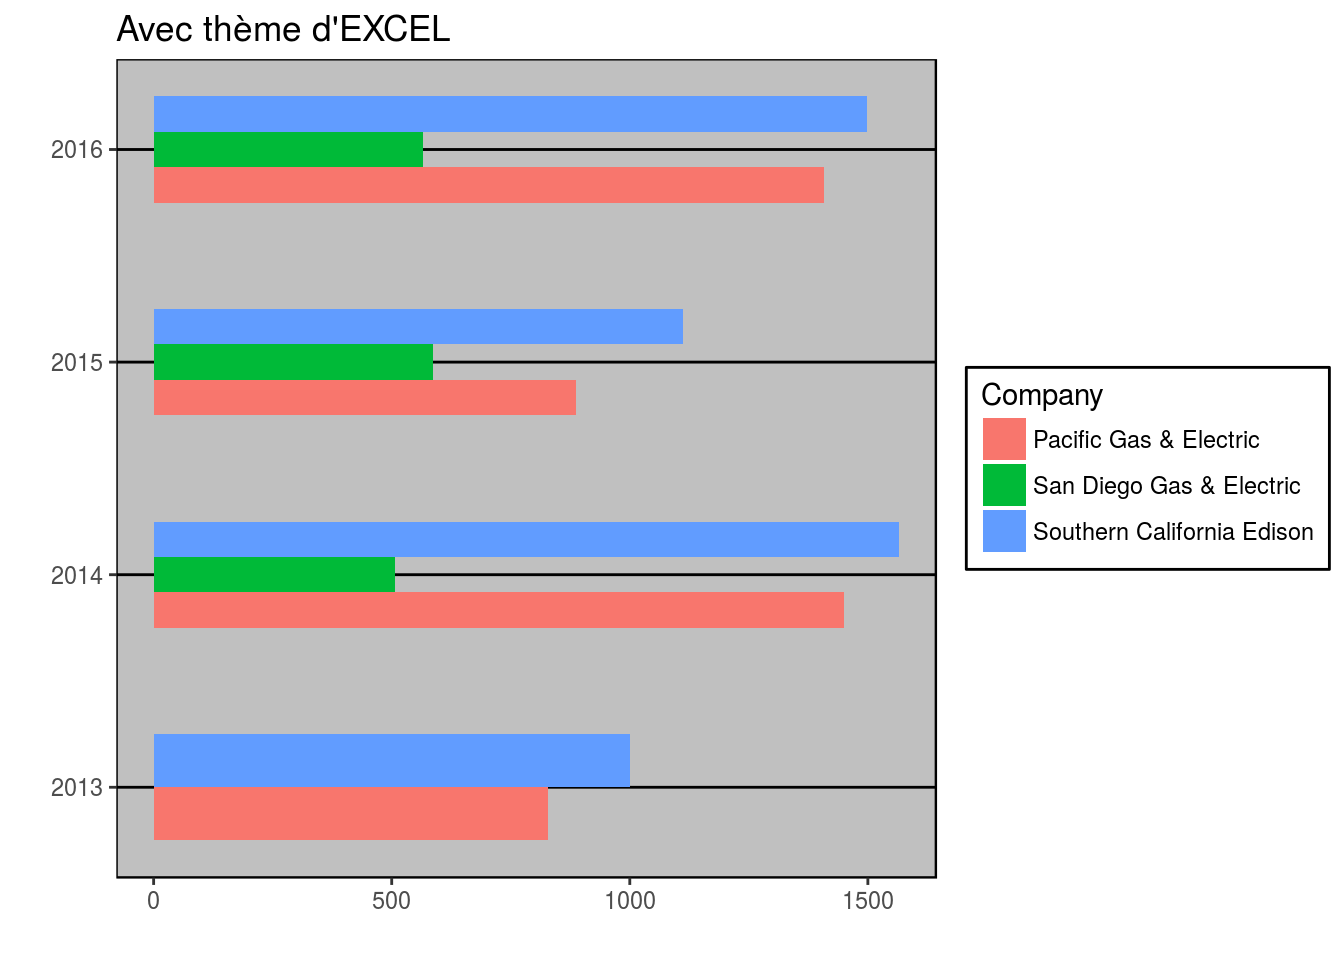 Avec thème d'EXCEL
2016
2015
2014
2013
0 500 1000 1500
Company
Pacific Gas & Electric
San Diego Gas & Electric
Southern California Edison